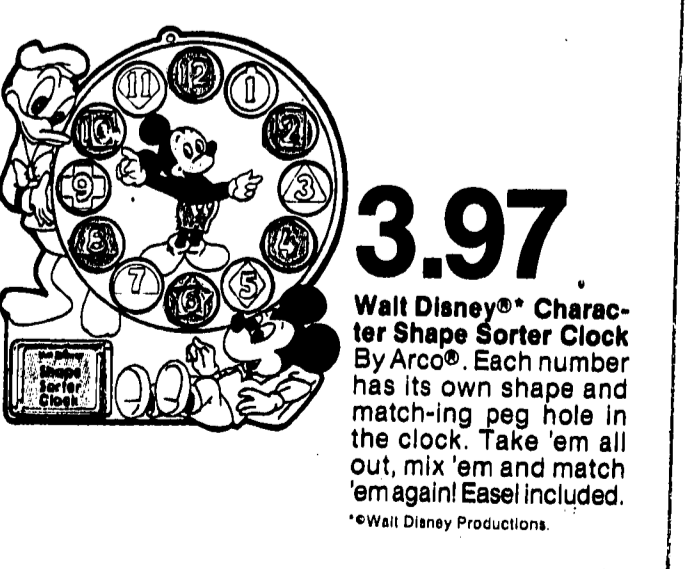 12
11
1
10
2
9
3
8
4
7
5
6
Shape
Sorter
Clock
3.97
Walt Disney®* Charac-
ter Shape Sorter Clock
By Arco®. Each number
has its own shape and
match-ing peg hole in
the clock. Take 'em all
out, mix 'em and match
'em again! Easel included.
*©Walt Disney Productions.